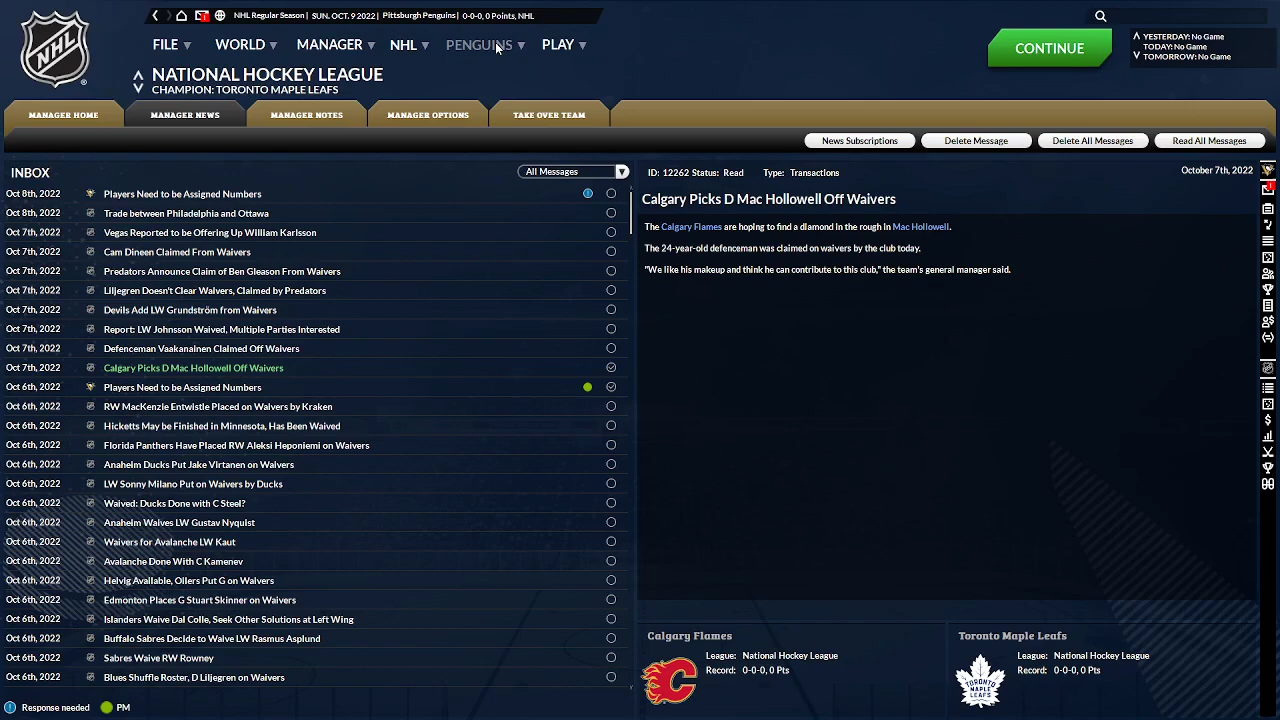 NHL Regular Season | SUN. OCT. 9 2022 | Pittsburgh Penguins | 0-0-0, 0 Points, NHL
NHL
FILE WORLD MANAGER NHL PENGUINS PLAY
CONTINUE
YESTERDAY: No Game
TODAY: No Game
TOMORROW: No Game
NATIONAL HOCKEY LEAGUE
CHAMPION: TORONTO MAPLE LEAFS
MANAGER HOME MANAGER NEWS MANAGER NOTES MANAGER OPTIONS TAKE OVER TEAM
News Subscriptions Delete Message Delete All Messages Read All Messages
INBOX All Messages
Oct 8th, 2022 Players Need to be Assigned Numbers
Oct 8th, 2022 Trade between Philadelphia and Ottawa
Oct 7th, 2022 Vegas Reported to be Offering Up William Karlsson
Oct 7th, 2022 Cam Dineen Claimed From Waivers
Oct 7th, 2022 Predators Announce Claim of Ben Gleason From Waivers
Oct 7th, 2022 Liljegren Doesn't Clear Waivers, Claimed by Predators
Oct 7th, 2022 Devils Add LW Grundström from Waivers
Oct 7th, 2022 Report: LW Johnsson Waived, Multiple Parties Interested
Oct 7th, 2022 Defenceman Vaakanainen Claimed Off Waivers
Oct 7th, 2022 Calgary Picks D Mac Hollowell Off Waivers
Oct 6th, 2022 Players Need to be Assigned Numbers
Oct 6th, 2022 RW MacKenzie Entwistle Placed on Waivers by Kraken
Oct 6th, 2022 Hicketts May be Finished in Minnesota, Has Been Waived
Oct 6th, 2022 Florida Panthers Have Placed RW Aleksi Heponiemi on Waivers
Oct 6th, 2022 Anaheim Ducks Put Jake Virtanen on Waivers
Oct 6th, 2022 LW Sonny Milano Put on Waivers by Ducks
Oct 6th, 2022 Waived: Ducks Done with C Steel?
Oct 6th, 2022 Anaheim Waives LW Gustav Nyquist
Oct 6th, 2022 Waivers for Avalanche LW Kaut
Oct 6th, 2022 Avalanche Done With C Kamenev
Oct 6th, 2022 Helvig Available, Oilers Put G on Waivers
Oct 6th, 2022 Edmonton Places G Stuart Skinner on Waivers
Oct 6th, 2022 Islanders Waive Dal Colle, Seek Other Solutions at Left Wing
Oct 6th, 2022 Buffalo Sabres Decide to Waive LW Rasmus Asplund
Oct 6th, 2022 Sabres Waive RW Rowney
Oct 6th, 2022 Blues Shuffle Roster, D Liljegren on Waivers
Response needed PM
ID: 12262 Status: Read Type: Transactions October 7th, 2022
Calgary Picks D Mac Hollowell Off Waivers
The Calgary Flames are hoping to find a diamond in the rough in Mac Hollowell.
The 24-year-old defenceman was claimed on waivers by the club today.
"We like his makeup and think he can contribute to this club," the team's general manager said.
Calgary Flames
League: National Hockey League
Record: 0-0-0, 0 Pts
Toronto Maple Leafs
League: National Hockey League
Record: 0-0-0, 0 Pts
TORONTO
MAPLE
LEAFS